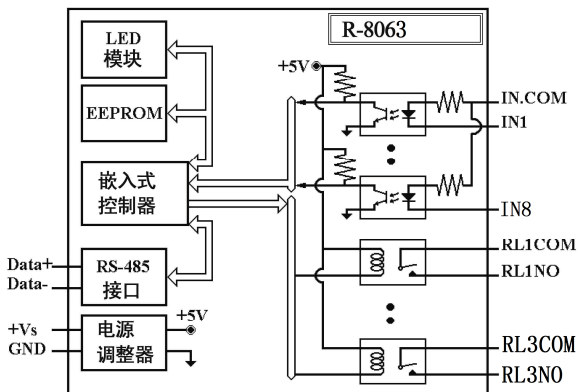 R-8063
LED
模块
EEPROM
嵌入式
控制器
RS-485
接口
电源
调整器
Data+
Data-
+Vs
GND
+5V
+5V
IN.COM
IN1
IN8
RL1COM
RL1NO
RL3COM
RL3NO